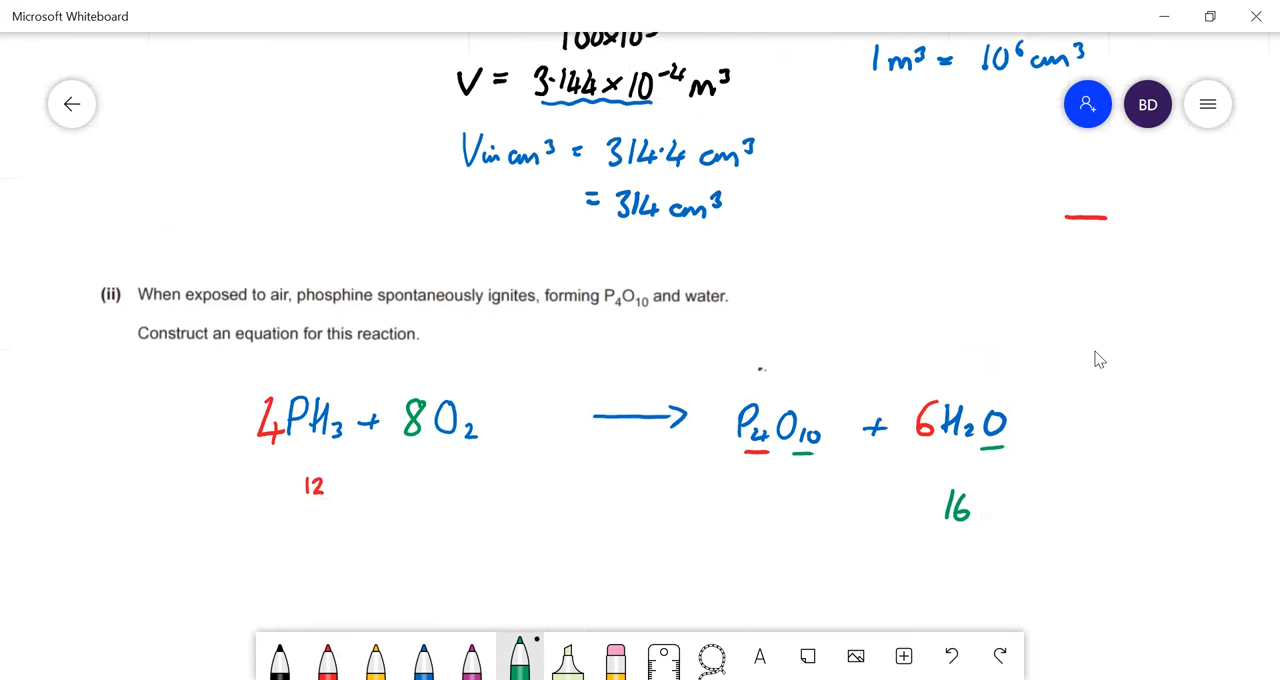 Microsoft Whiteboard
100×10⁻
V = 3.144 × 10⁻⁴ m³
1 m³ = 10⁶ cm³
BD
V in cm³ = 314.4 cm³
= 314 cm³
(ii) When exposed to air, phosphine spontaneously ignites, forming P₄O₁₀ and water.
Construct an equation for this reaction.
4PH₃ + 8O₂ ⟶ P₄O₁₀ + 6H₂O
12
16
A